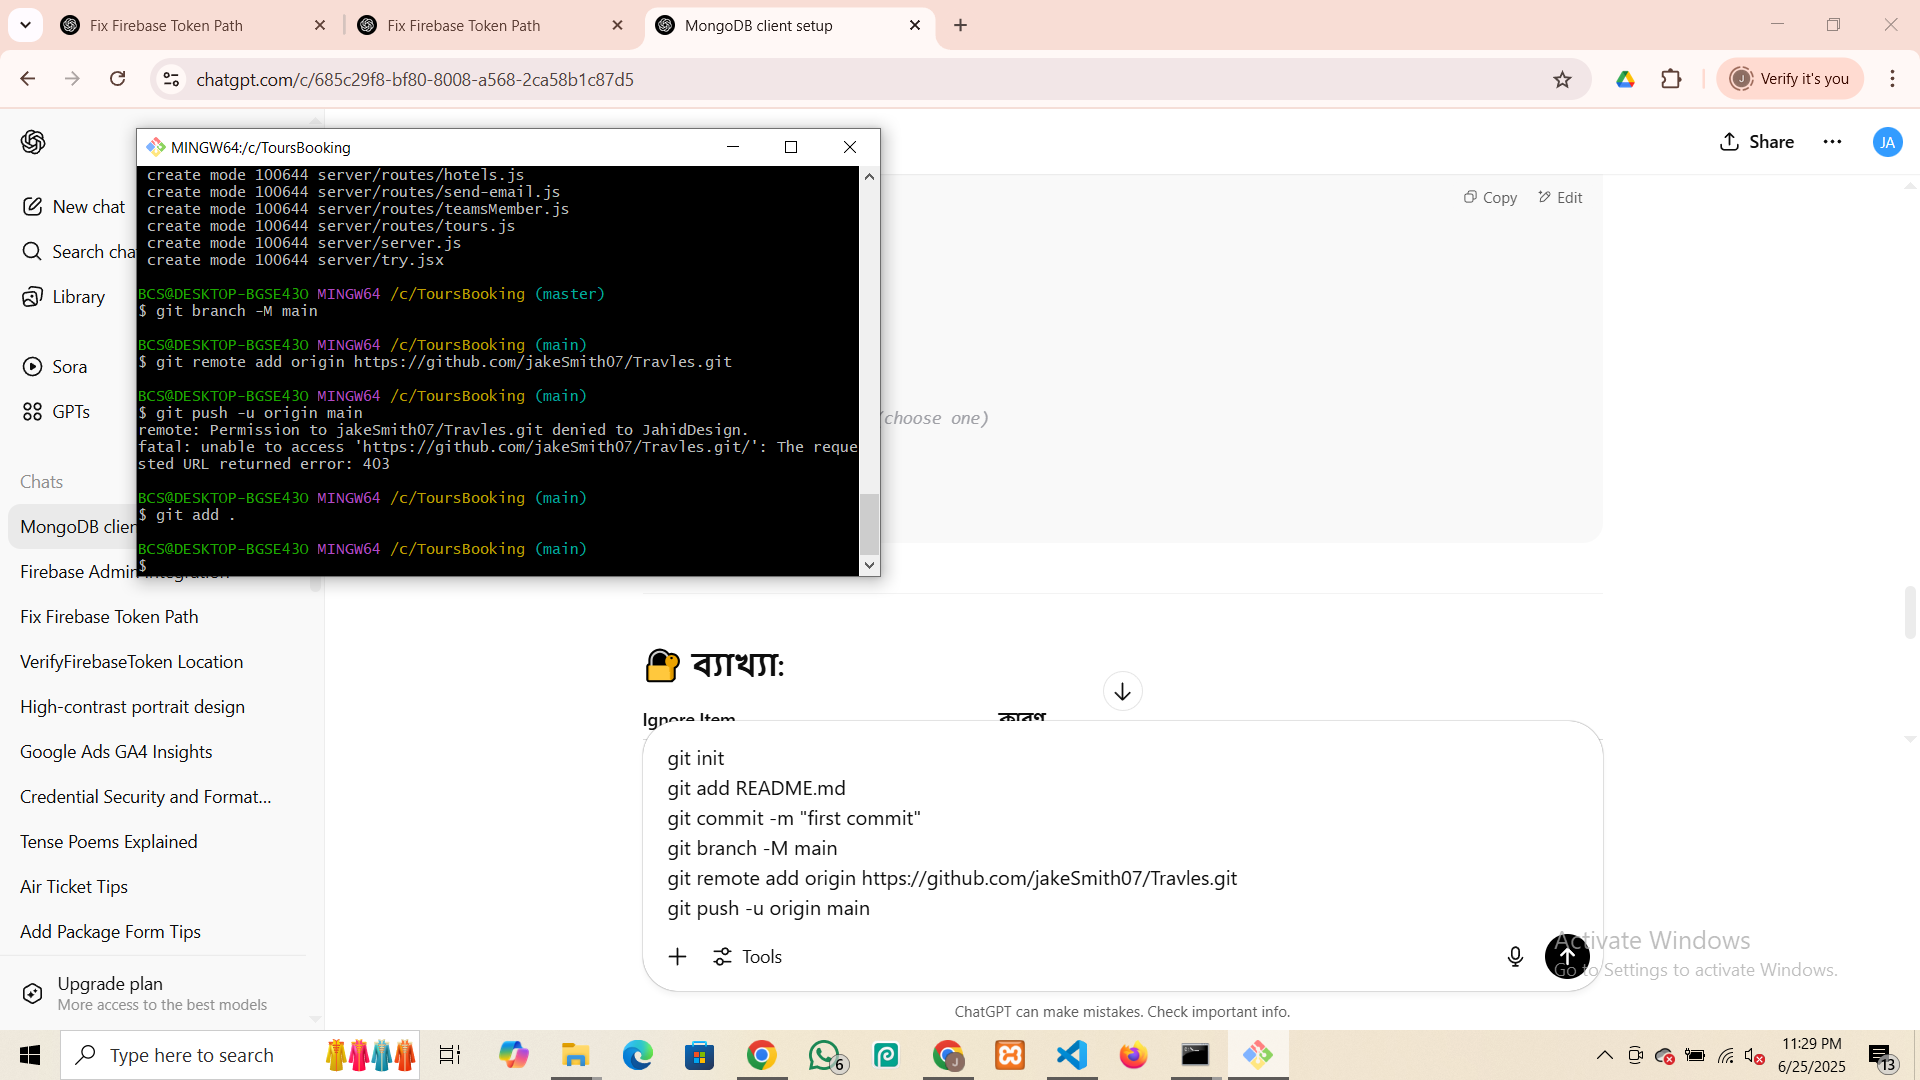 Fix Firebase Token Path
Fix Firebase Token Path
MongoDB client setup
chatgpt.com/c/685c29f8-bf80-8008-a568-2ca58b1c87d5
J
Verify it's you
MINGW64:/c/ToursBooking
create mode 100644 server/routes/hotels.js
create mode 100644 server/routes/send-email.js
create mode 100644 server/routes/teamsMember.js
create mode 100644 server/routes/tours.js
create mode 100644 server/server.js
create mode 100644 server/try.jsx
BCS@DESKTOP-BGSE43O MINGW64 /c/ToursBooking (master)
$ git branch -M main
BCS@DESKTOP-BGSE43O MINGW64 /c/ToursBooking (main)
$ git remote add origin https://github.com/jakeSmith07/Travles.git
BCS@DESKTOP-BGSE43O MINGW64 /c/ToursBooking (main)
$ git push -u origin main
remote: Permission to jakeSmith07/Travles.git denied to JahidDesign.
fatal: unable to access 'https://github.com/jakeSmith07/Travles.git/': The reque
sted URL returned error: 403
BCS@DESKTOP-BGSE43O MINGW64 /c/ToursBooking (main)
$ git add .
BCS@DESKTOP-BGSE43O MINGW64 /c/ToursBooking (main)
$
New chat
Search cha
Library
Sora
GPTs
Chats
MongoDB clien
Firebase Admin Integration
Fix Firebase Token Path
VerifyFirebaseToken Location
High-contrast portrait design
Google Ads GA4 Insights
Credential Security and Format...
Tense Poems Explained
Air Ticket Tips
Add Package Form Tips
Upgrade plan
More access to the best models
Share
JA
Copy
Edit
choose one)
ব্যাখ্যা:
Ignore Item
কারণ
git init
git add README.md
git commit -m "first commit"
git branch -M main
git remote add origin https://github.com/jakeSmith07/Travles.git
git push -u origin main
Tools
ChatGPT can make mistakes. Check important info.
Activate Windows
Go to Settings to activate Windows.
Type here to search
6
J
11:29 PM
6/25/2025
13